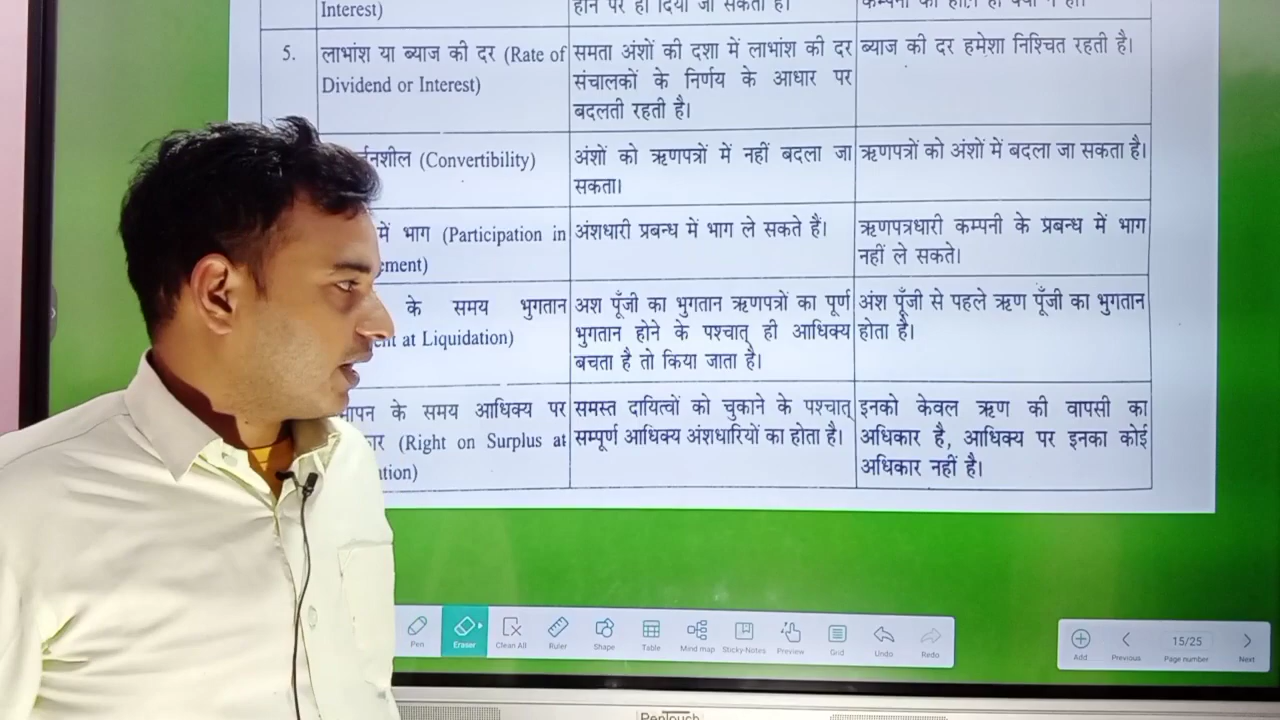 Interest)
होने पर ही दिया जा सकता है।
5.
लाभांश या ब्याज की दर (Rate of
Dividend or Interest)
समता अंशों की दशा में लाभांश की दर
संचालकों के निर्णय के आधार पर
बदलती रहती है।
ब्याज की दर हमेशा निश्चित रहती है।
(Convertibility)
अंशों को ऋणपत्रों में नहीं बदला जा
सकता।
ऋणपत्रों को अंशों में बदला जा सकता है।
में भाग (Participation in
अंशधारी प्रबन्ध में भाग ले सकते हैं।
ऋणपत्रधारी कम्पनी के प्रबन्ध में भाग
नहीं ले सकते।
के समय भुगतान
at Liquidation)
अश पूँजी का भुगतान ऋणपत्रों का पूर्ण
भुगतान होने के पश्चात् ही आधिक्य
बचता है तो किया जाता है।
अंश पूँजी से पहले ऋण पूँजी का भुगतान
होता है।
के समय आधिक्य पर
(Right on Surplus at
समस्त दायित्वों को चुकाने के पश्चात्
सम्पूर्ण आधिक्य अंशधारियों का होता है।
इनको केवल ऋण की वापसी का
अधिकार है, आधिक्य पर इनका कोई
अधिकार नहीं है।
Pen
Eraser
Clean All
Ruler
Shape
Table
Mind map
Sticky-Notes
Preview
Grid
Undo
Redo
Add
Previous
15/25
Page number
Next
PenTouch